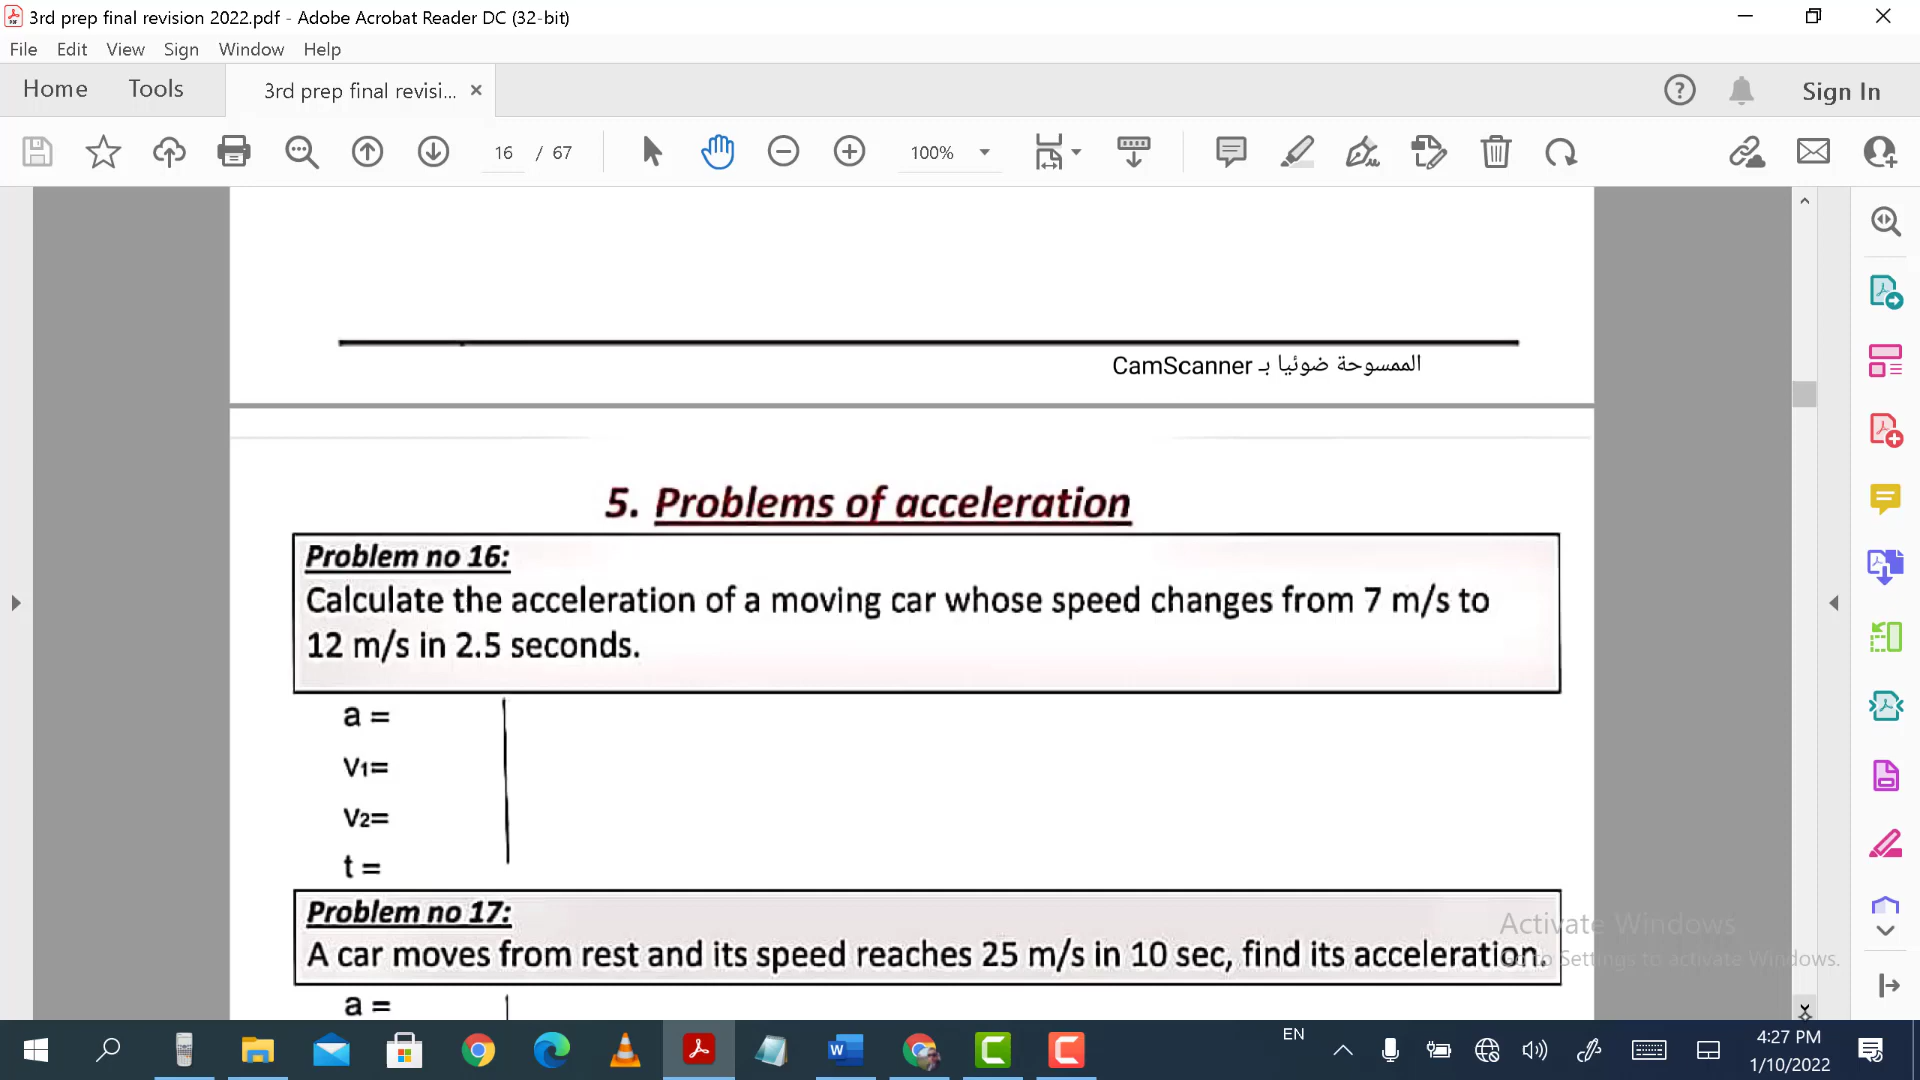 3rd prep final revision 2022.pdf - Adobe Acrobat Reader DC (32-bit)
File Edit View Sign Window Help
Home Tools 3rd prep final revisi... Sign In
16 / 67 100%
الممسوحة ضوئيا بـ CamScanner
5. Problems of acceleration
Problem no 16:
Calculate the acceleration of a moving car whose speed changes from 7 m/s to
12 m/s in 2.5 seconds.
a =
V1=
V2=
t =
Problem no 17:
A car moves from rest and its speed reaches 25 m/s in 10 sec, find its acceleration.
a =
Activate Windows
Go to Settings to activate Windows.
EN
4:27 PM
1/10/2022